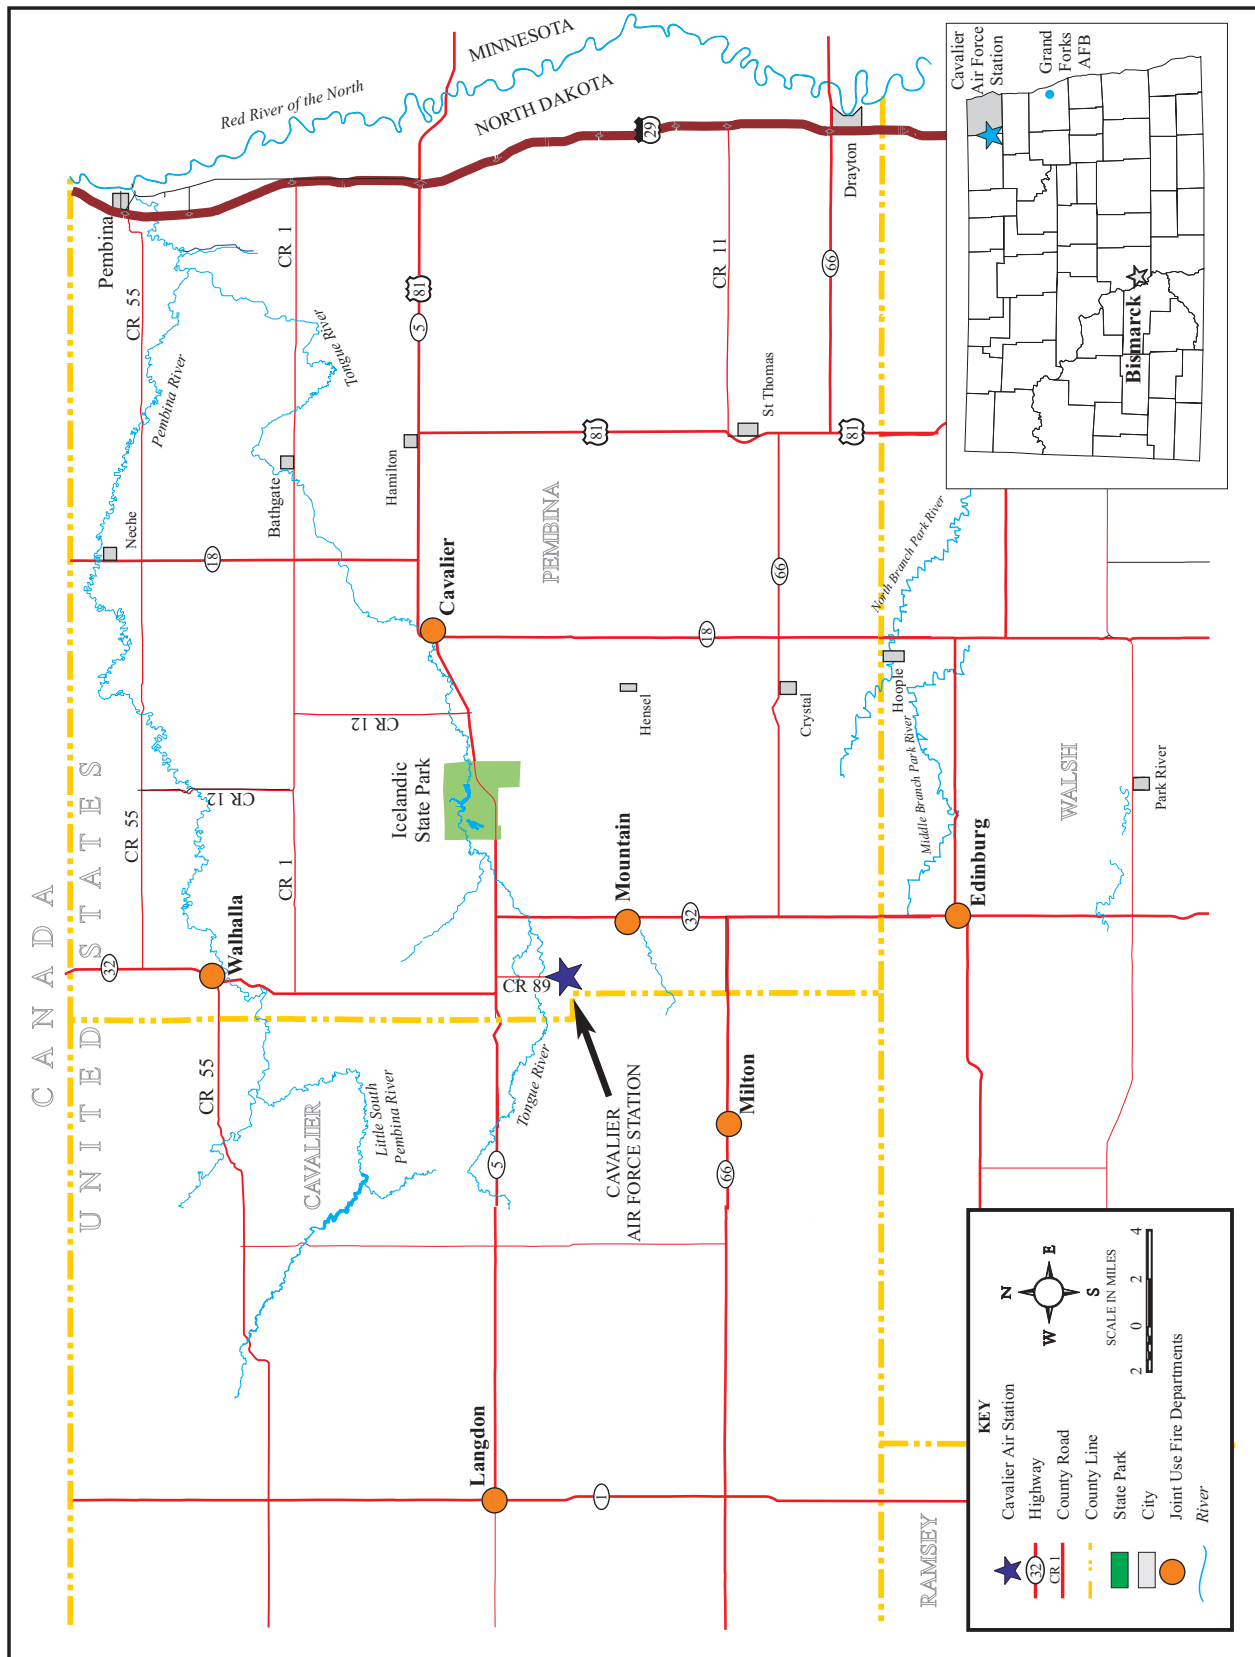 CANADA
UNITED STATES
MINNESOTA
NORTH DAKOTA
Red River of the North
Pembina
CR 55
CR 55
CR 55
Pembina River
Neche
18
32
Walhalla
CR 12
CR 1
CR 1
Tongue River
Bathgate
Hamilton
81
5
29
CR 12
Cavalier
Icelandic
State Park
CAVALIER
Little South
Pembina River
Langdon
5
Tongue River
CR 89
CAVALIER
AIR FORCE STATION
Mountain
32
Hensel
PEMBINA
81
18
CR 11
St Thomas
66
Drayton
81
66
Crystal
Milton
66
1
North Branch Park River
Hoople
Middle Branch Park River
Edinburg
WALSH
Park River
RAMSEY
Cavalier
Air Force
Station
Grand
Forks
AFB
Bismarck
KEY
Cavalier Air Station
32
Highway
CR 1
County Road
County Line
State Park
City
Joint Use Fire Departments
River
N
W
E
S
SCALE IN MILES
2 0 2 4